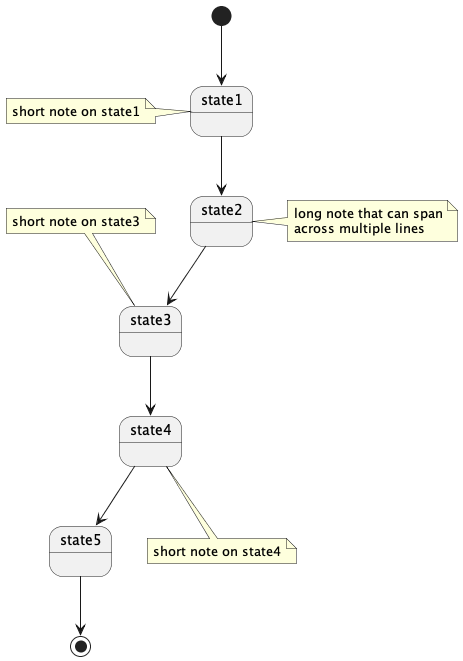 state1
short note on state1
state2
long note that can span
across multiple lines
short note on state3
state3
state4
state5
short note on state4